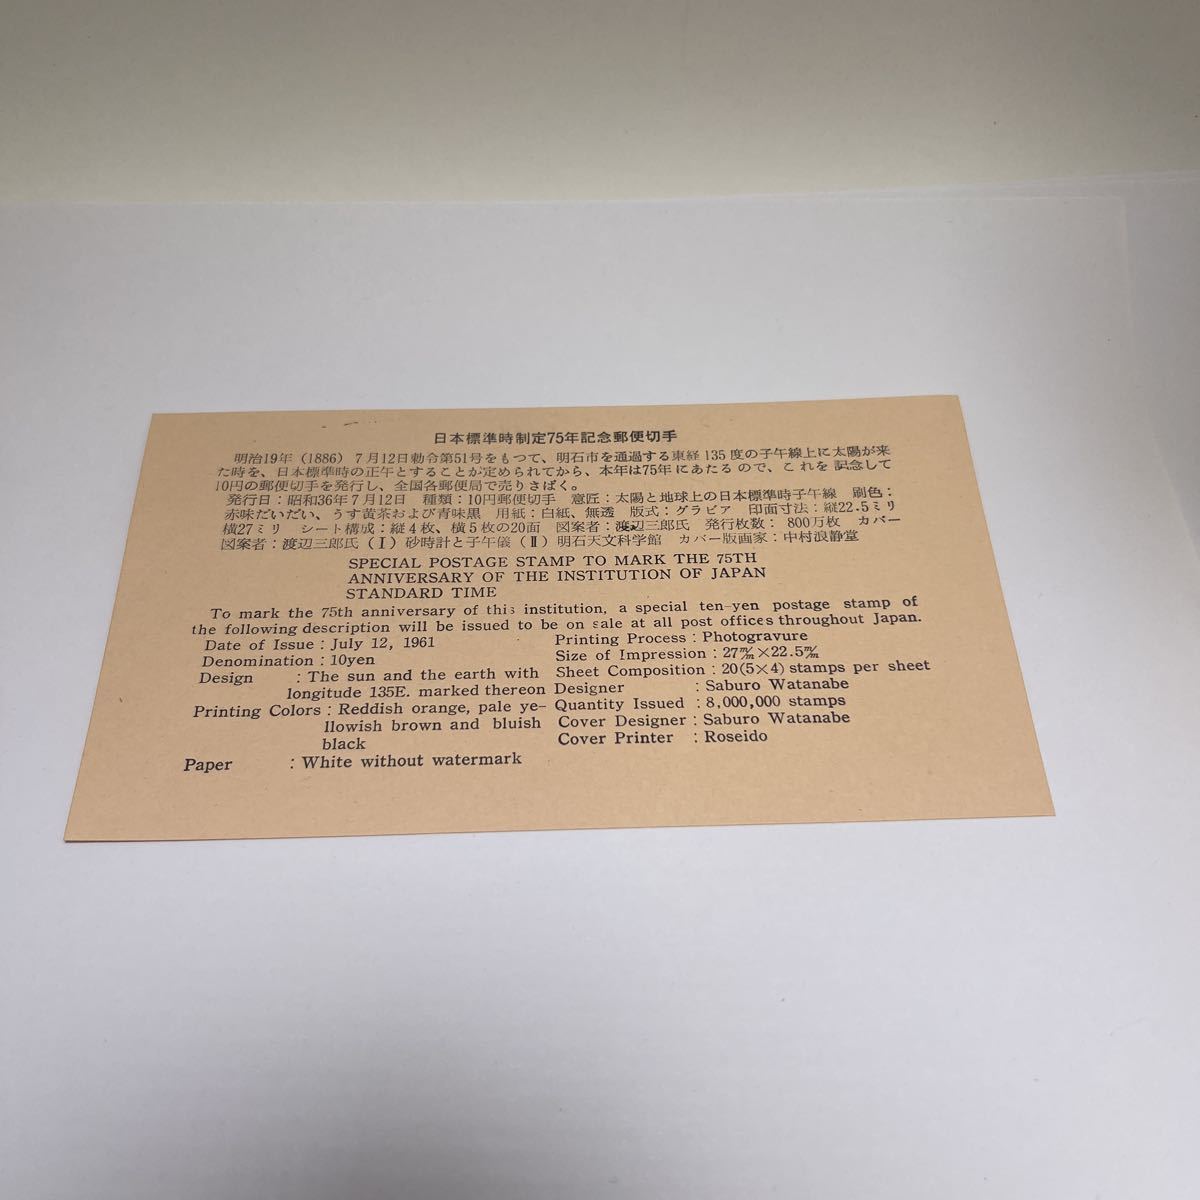 日本標準時制定75年記念郵便切手
明治19年（1886）7月12日勅令第51号をもつて、明石市を通過する東経135度の子午線上に太陽が来
た時を、日本標準時の正午とすることが定められてから、本年は75年にあたるので、これを記念して
10円の郵便切手を発行し、全国各郵便局で売りさばく。
発行日：昭和36年7月12日　種類：10円郵便切手　意匠：太陽と地球上の日本標準時子午線　刷色：
赤味だいだい、うす黄茶および青味黒　用紙：白紙、無透　版式：グラビア　印面寸法：縦22.5ミリ
横27ミリ　シート構成：縦4枚、横5枚の20面　図案者：渡辺三郎氏　発行枚数：800万枚　カバー
図案者：渡辺三郎氏（Ⅰ）砂時計と子午儀（Ⅱ）明石天文科学館　カバー版画家：中村浪静堂
SPECIAL POSTAGE STAMP TO MARK THE 75TH
ANNIVERSARY OF THE INSTITUTION OF JAPAN
STANDARD TIME
To mark the 75th anniversary of this institution, a special ten-yen postage stamp of
the following description will be issued to be on sale at all post offices throughout Japan.
Date of Issue : July 12, 1961
Denomination : 10yen
Design : The sun and the earth with
longitude 135E. marked thereon
Printing Colors : Reddish orange, pale ye-
llowish brown and bluish
black
Paper : White without watermark
Printing Process : Photogravure
Size of Impression : 27m/m×22.5m/m
Sheet Composition : 20(5×4) stamps per sheet
Designer : Saburo Watanabe
Quantity Issued : 8,000,000 stamps
Cover Designer : Saburo Watanabe
Cover Printer : Roseido